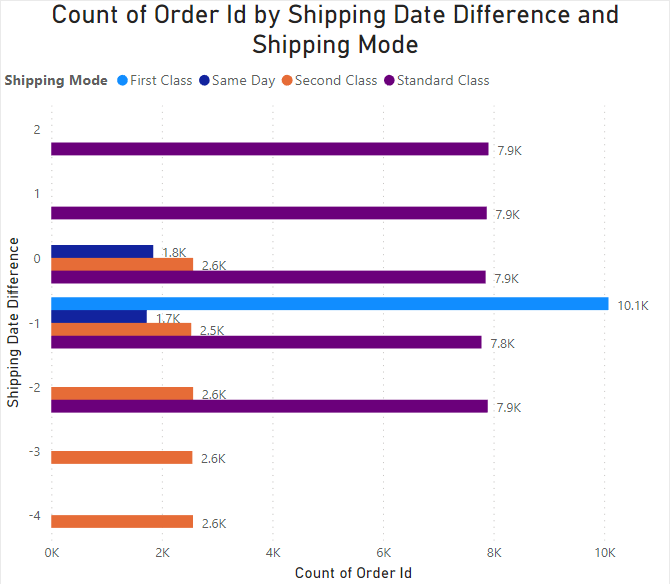 Count of Order Id by Shipping Date Difference and
Shipping Mode
Shipping Mode First Class Same Day Second Class Standard Class
Shipping Date Difference
2
7.9K
1
7.9K
0
1.8K
2.6K
7.9K
-1
10.1K
1.7K
2.5K
7.8K
-2
2.6K
7.9K
-3
2.6K
-4
2.6K
0K 2K 4K 6K 8K 10K
Count of Order Id